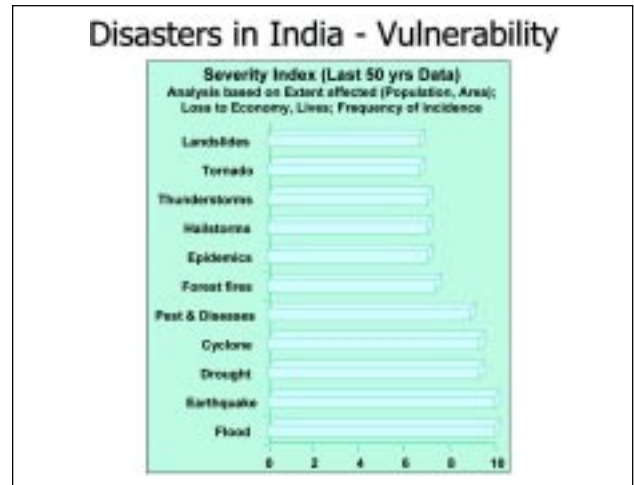 Disasters in India - Vulnerability
Severity Index (Last 50 yrs Data)
Analysis based on Extent affected (Population, Area);
Loss to Economy, Lives; Frequency of incidence
Landslides
Tornado
Thunderstorms
Hailstorms
Epidemics
Forest fires
Pest & Diseases
Cyclone
Drought
Earthquake
Flood
0 2 4 6 8 10